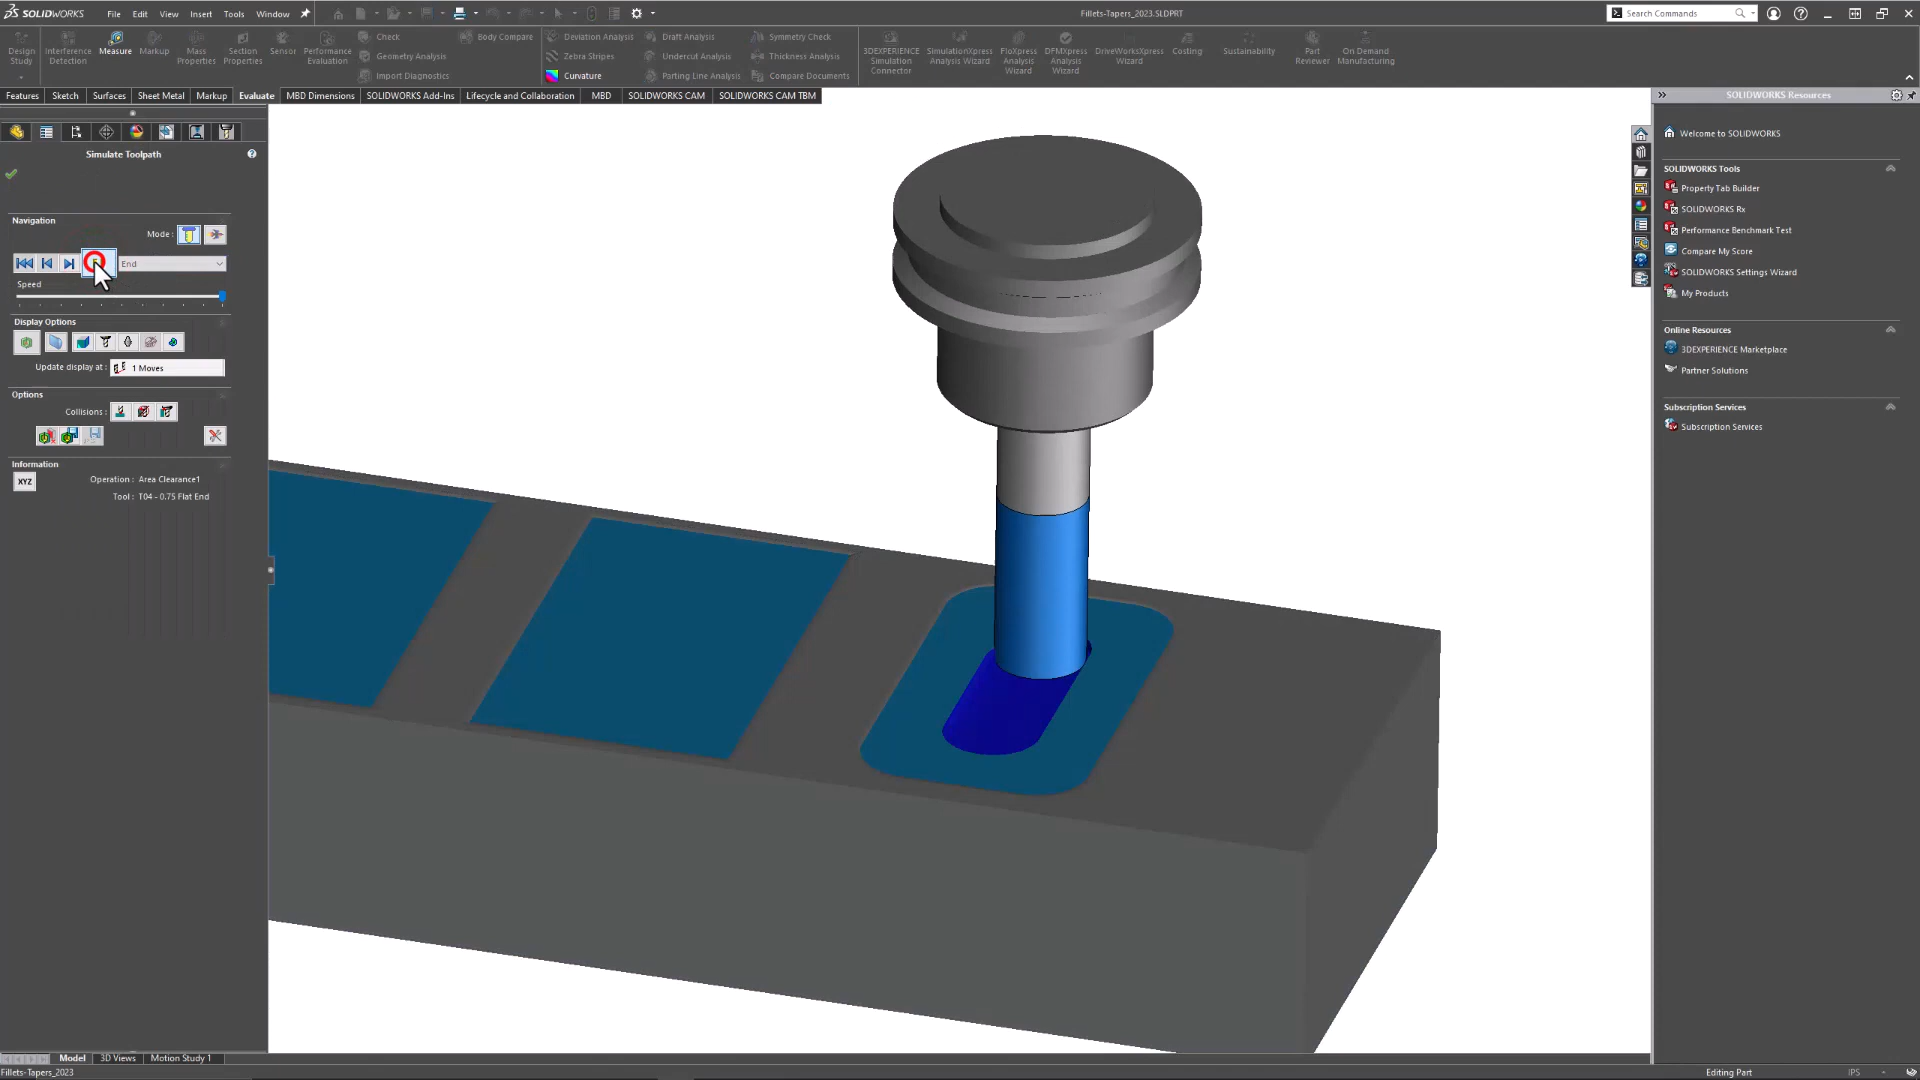 SOLIDWORKS File Edit View Insert Tools Window
Fillets-Tapers_2023.SLDPRT
Search Commands
Design Study
Interference Detection
Measure
Markup
Mass Properties
Section Properties
Sensor
Performance Evaluation
Check
Geometry Analysis
Import Diagnostics
Body Compare
Deviation Analysis
Zebra Stripes
Curvature
Draft Analysis
Undercut Analysis
Parting Line Analysis
Symmetry Check
Thickness Analysis
Compare Documents
3DEXPERIENCE Simulation Connector
SimulationXpress Analysis Wizard
FloXpress Analysis Wizard
DFMXpress Analysis Wizard
DriveWorksXpress Wizard
Costing
Sustainability
Part Reviewer
On Demand Manufacturing
Features Sketch Surfaces Sheet Metal Markup Evaluate MBD Dimensions SOLIDWORKS Add-Ins Lifecycle and Collaboration MBD SOLIDWORKS CAM SOLIDWORKS CAM TBM
Simulate Toolpath
Navigation
Mode :
End
Speed
Display Options
Update display at : 1 Moves
Options
Collisions :
Information
XYZ
Operation : Area Clearance1
Tool : T04 - 0.75 Flat End
SOLIDWORKS Resources
Welcome to SOLIDWORKS
SOLIDWORKS Tools
Property Tab Builder
SOLIDWORKS Rx
Performance Benchmark Test
Compare My Score
SOLIDWORKS Settings Wizard
My Products
Online Resources
3DEXPERIENCE Marketplace
Partner Solutions
Subscription Services
Subscription Services
Model 3D Views Motion Study 1
Fillets-Tapers_2023
Editing Part
IPS